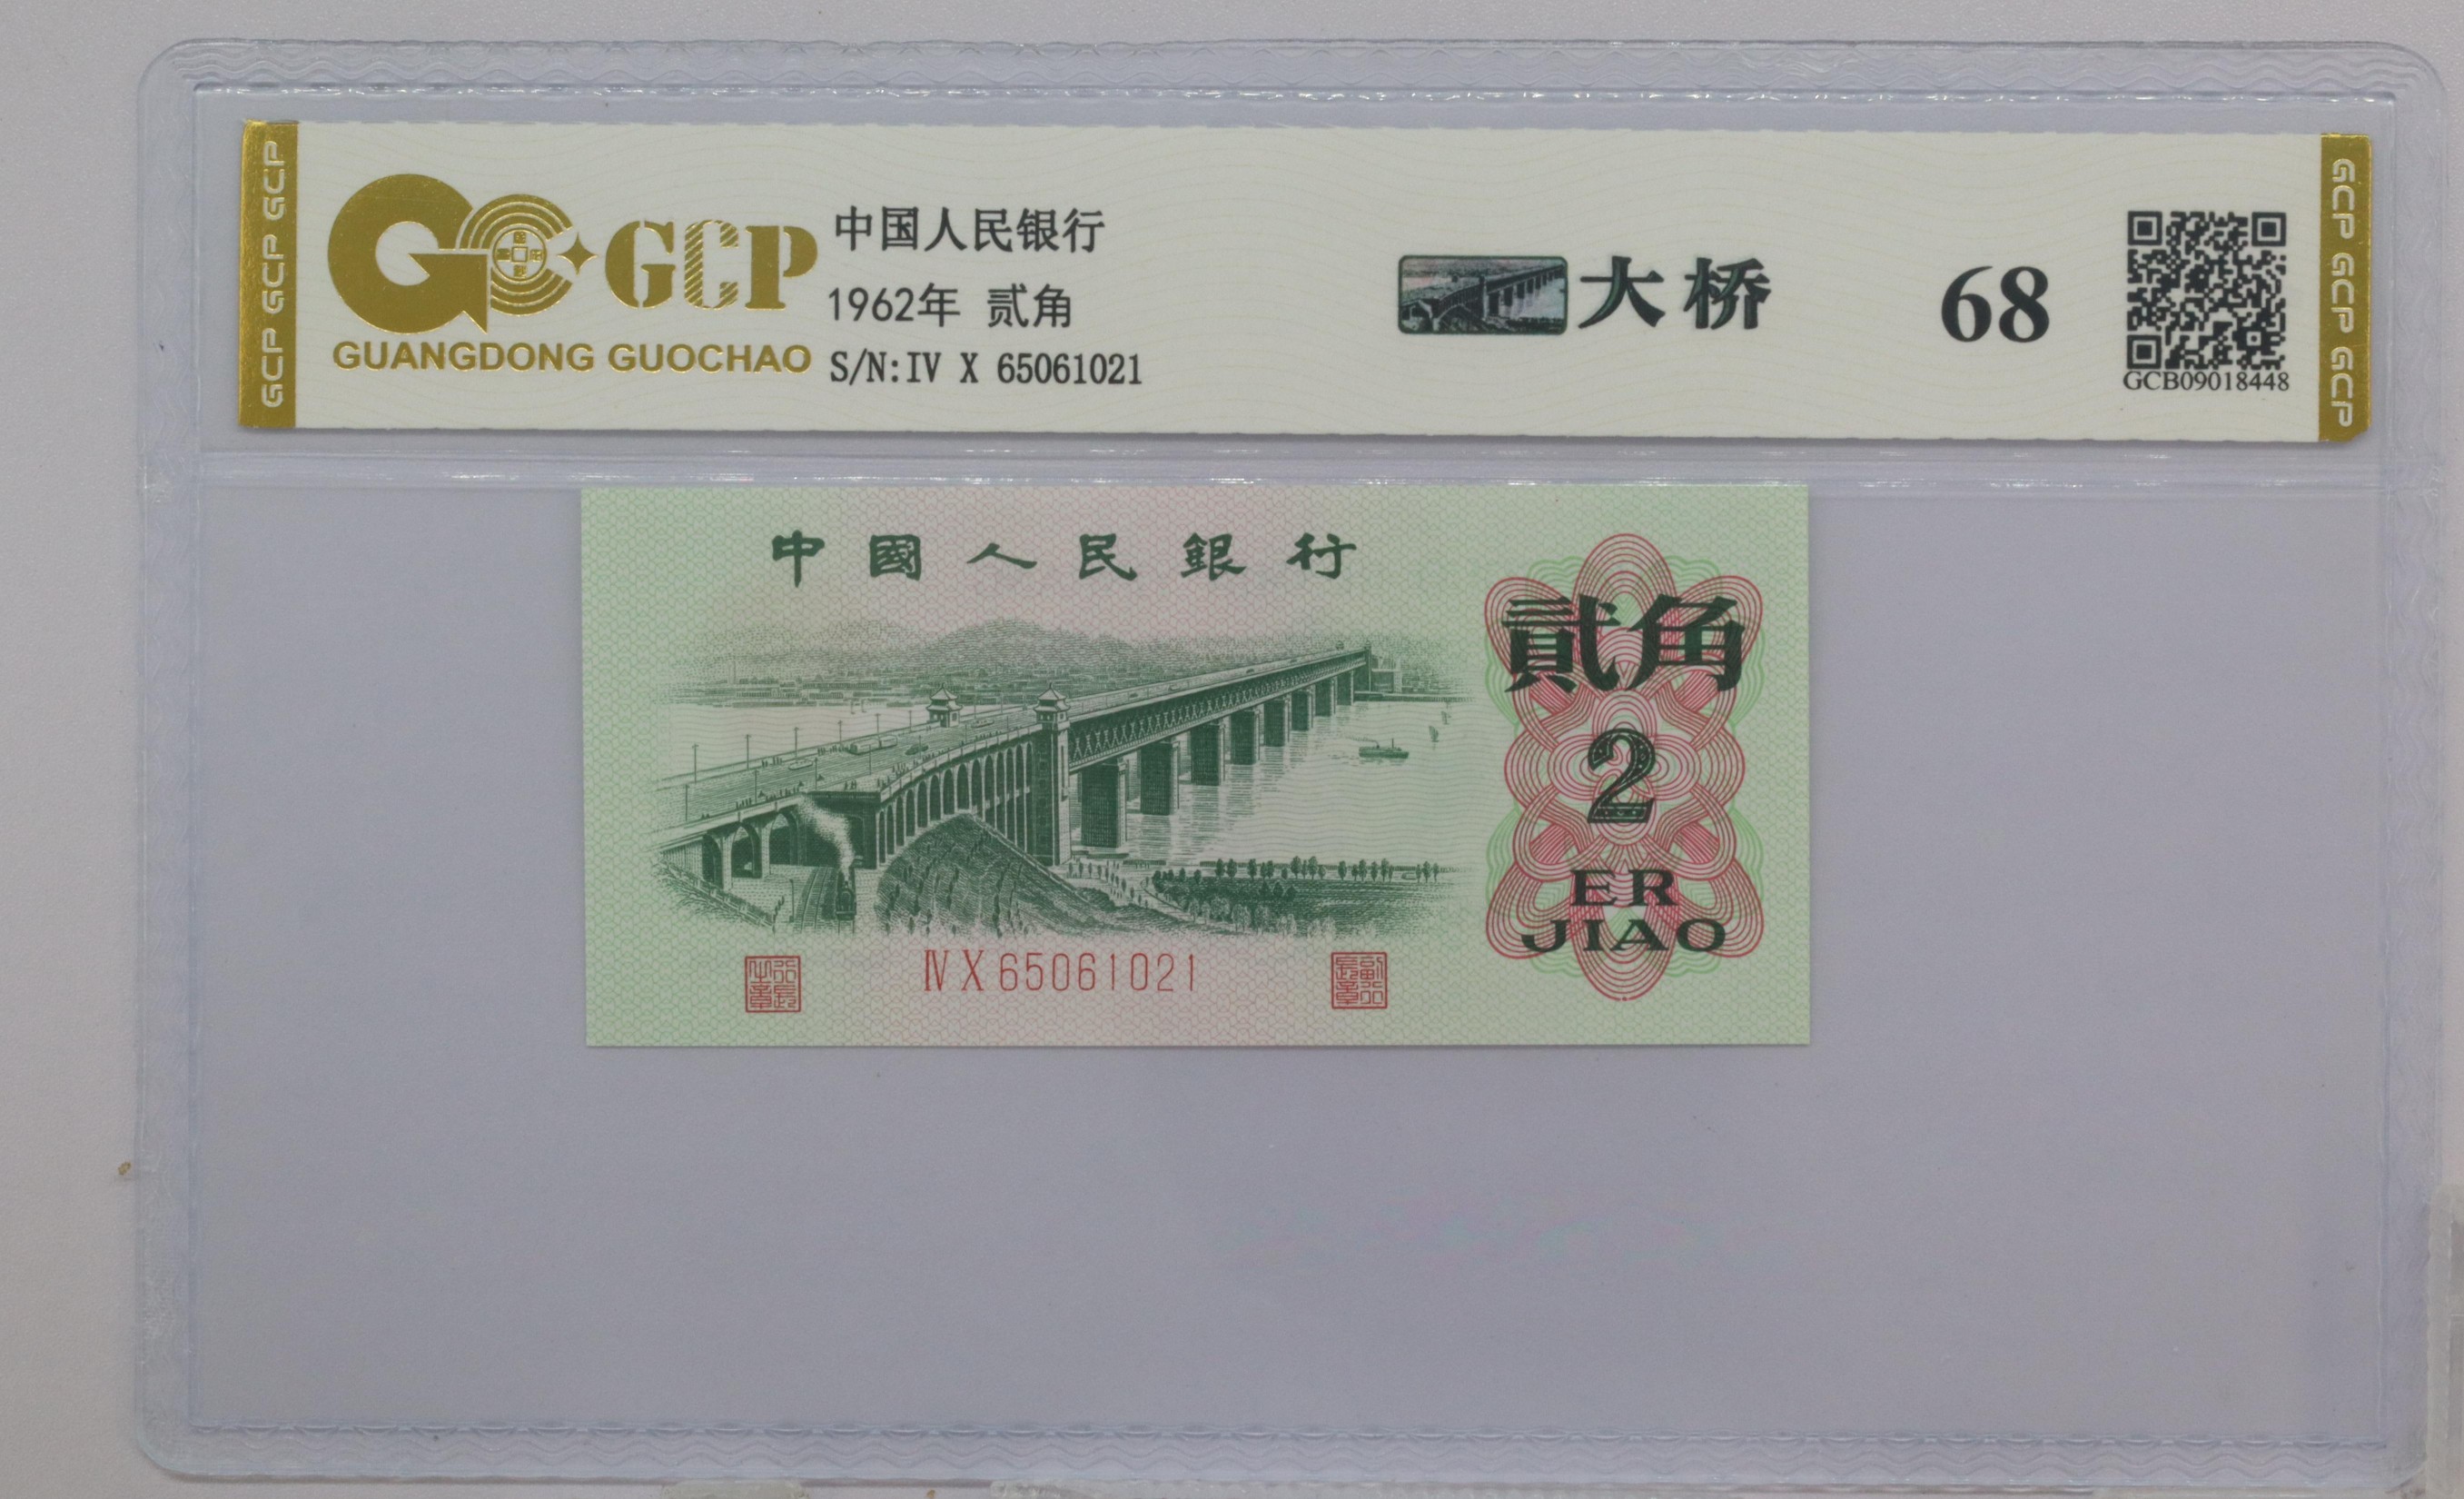 GCP GCP GCP
GCP
GUANGDONG GUOCHAO
中国人民银行
1962年 贰角
S/N:IV X 65061021
大桥
68
GCB09018448
GCP GCP GCP
中國人民銀行
貳角
2
ER
JIAO
IV X 65061021